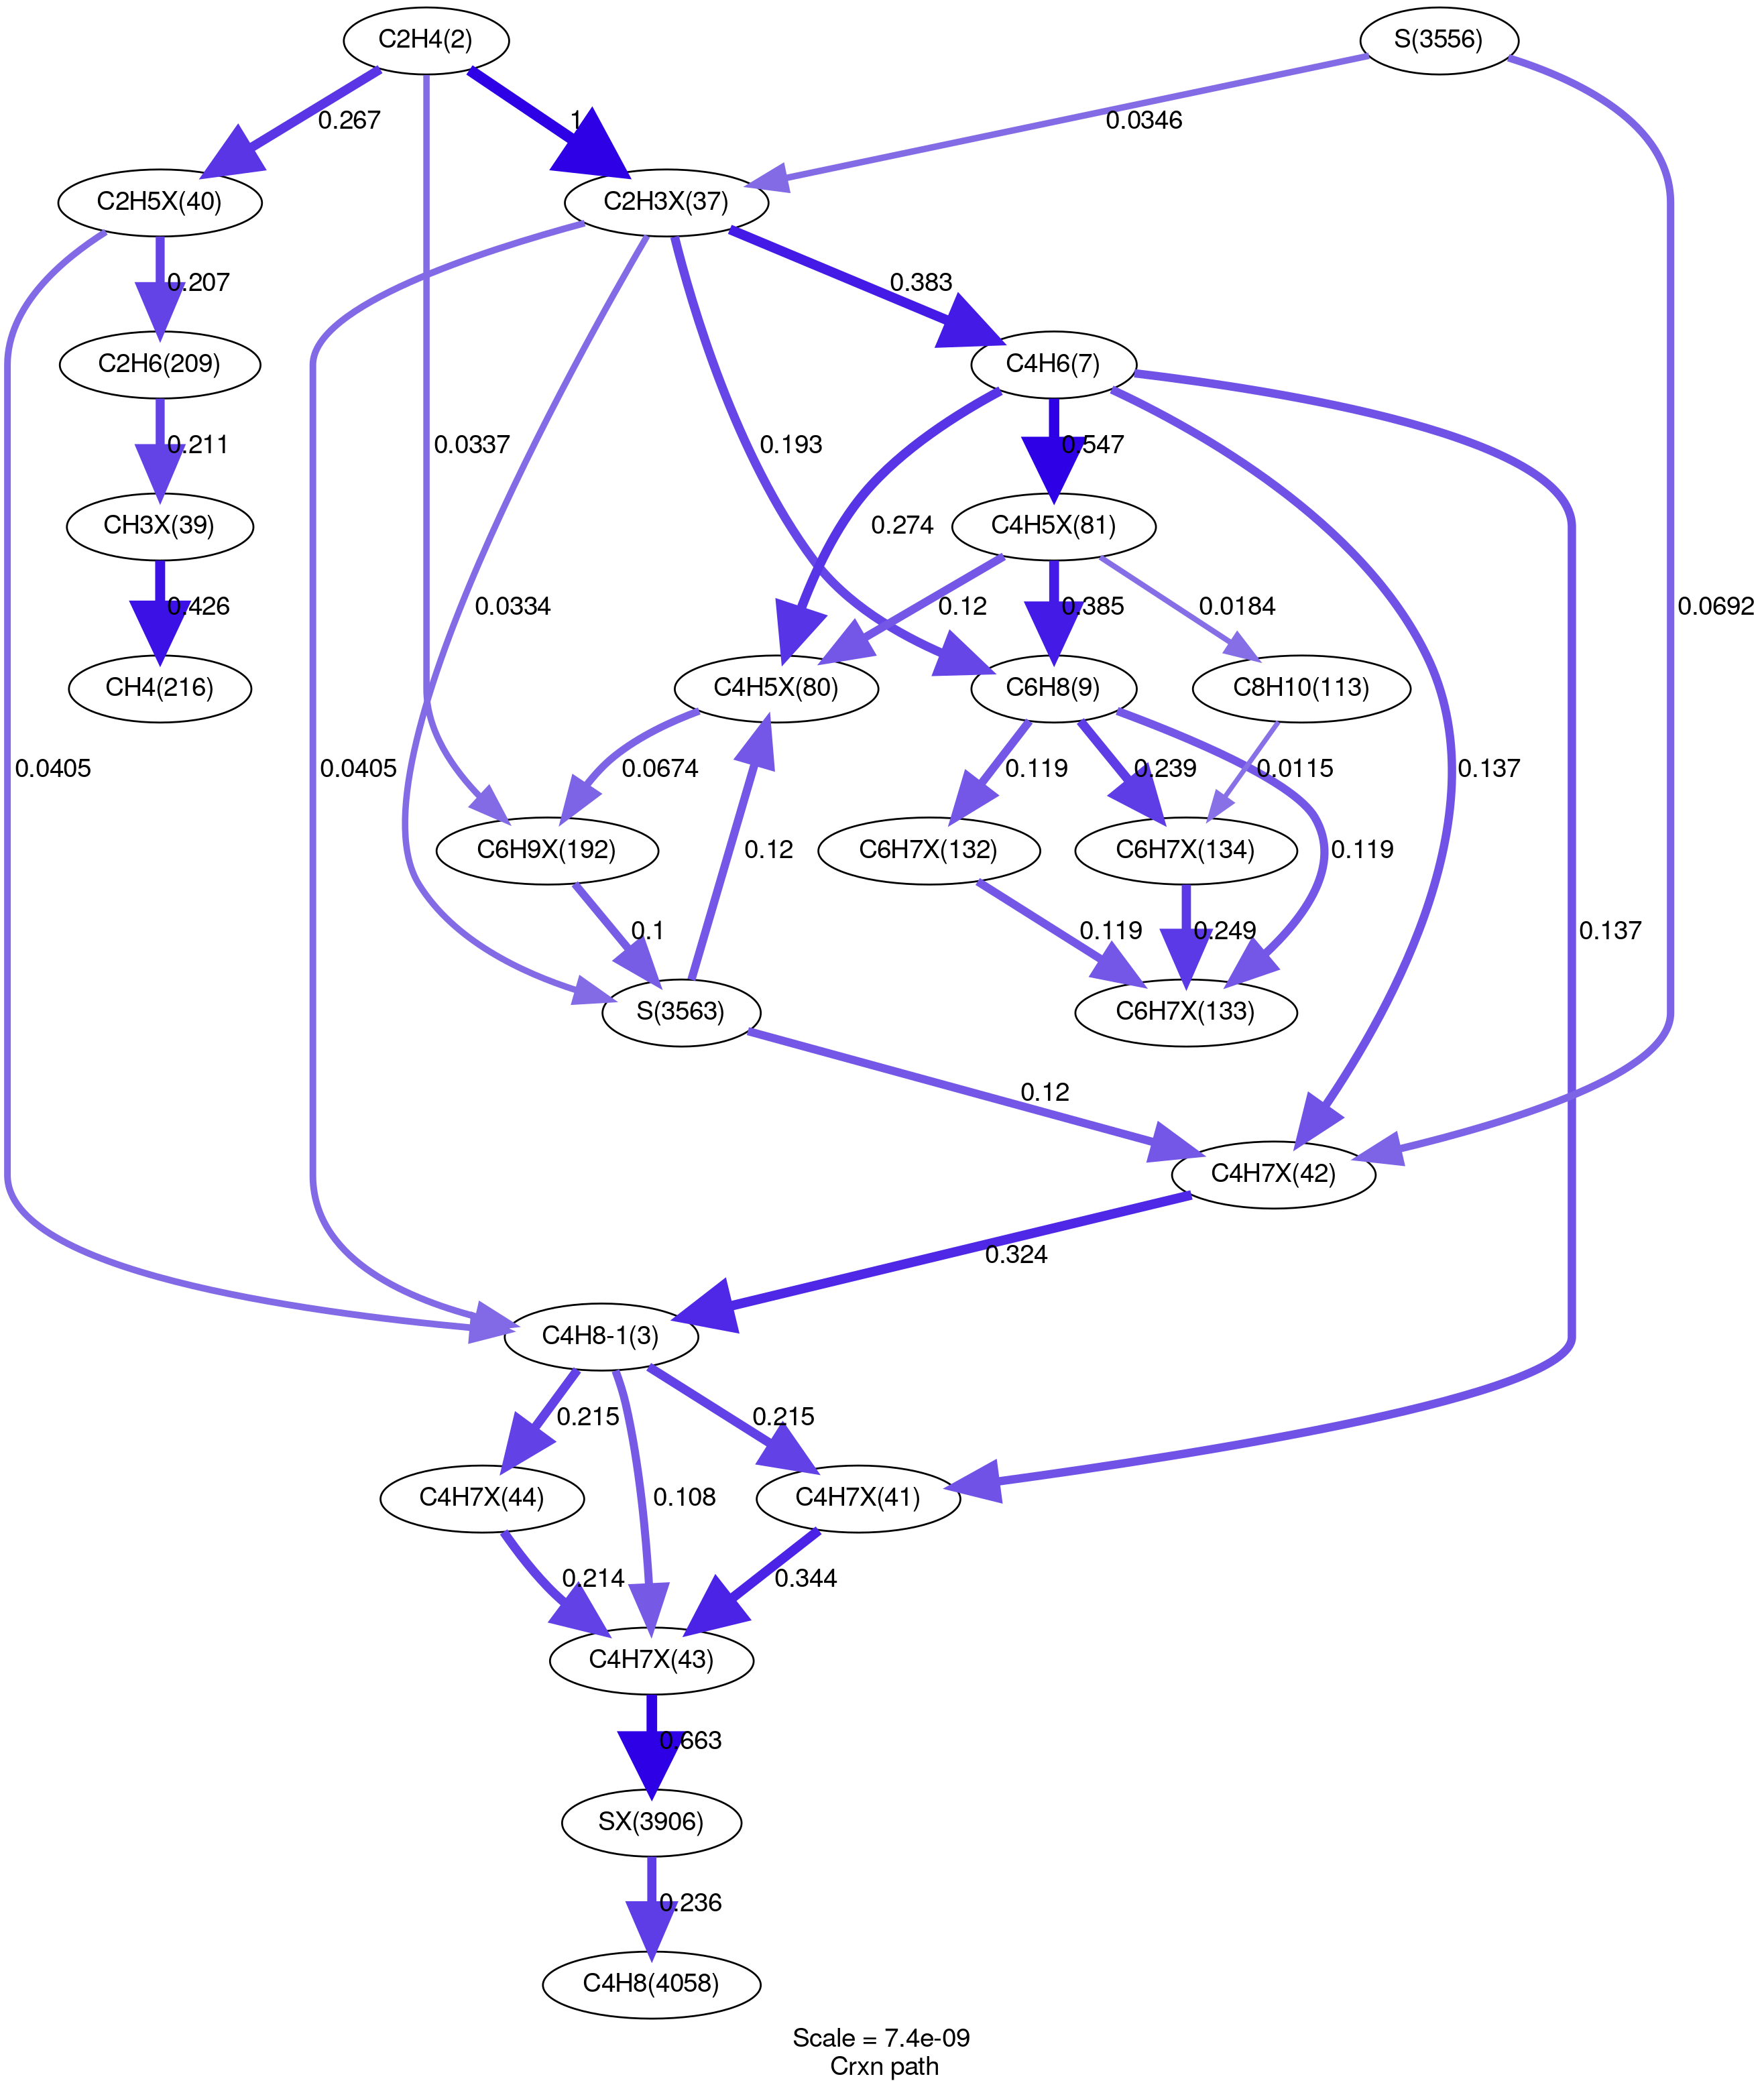 C2H4(2)
S(3556)
0.267
1
0.0346
C2H5X(40)
C2H3X(37)
0.207
0.383
C2H6(209)
C4H6(7)
0.211
0.0337
0.193
0.274
0.547
CH3X(39)
C4H5X(81)
0.426
0.0334
0.12
0.385
0.0184
0.0692
CH4(216)
C4H5X(80)
C6H8(9)
C8H10(113)
0.0405
0.0405
0.0674
0.119
0.239
0.0115
0.137
C6H9X(192)
C6H7X(132)
C6H7X(134)
0.12
0.119
0.1
0.119
0.249
0.137
S(3563)
C6H7X(133)
0.12
C4H7X(42)
0.324
C4H8-1(3)
0.215
0.108
0.215
C4H7X(44)
C4H7X(41)
0.214
0.344
C4H7X(43)
0.663
SX(3906)
0.236
C4H8(4058)
Scale = 7.4e-09
Crxn path